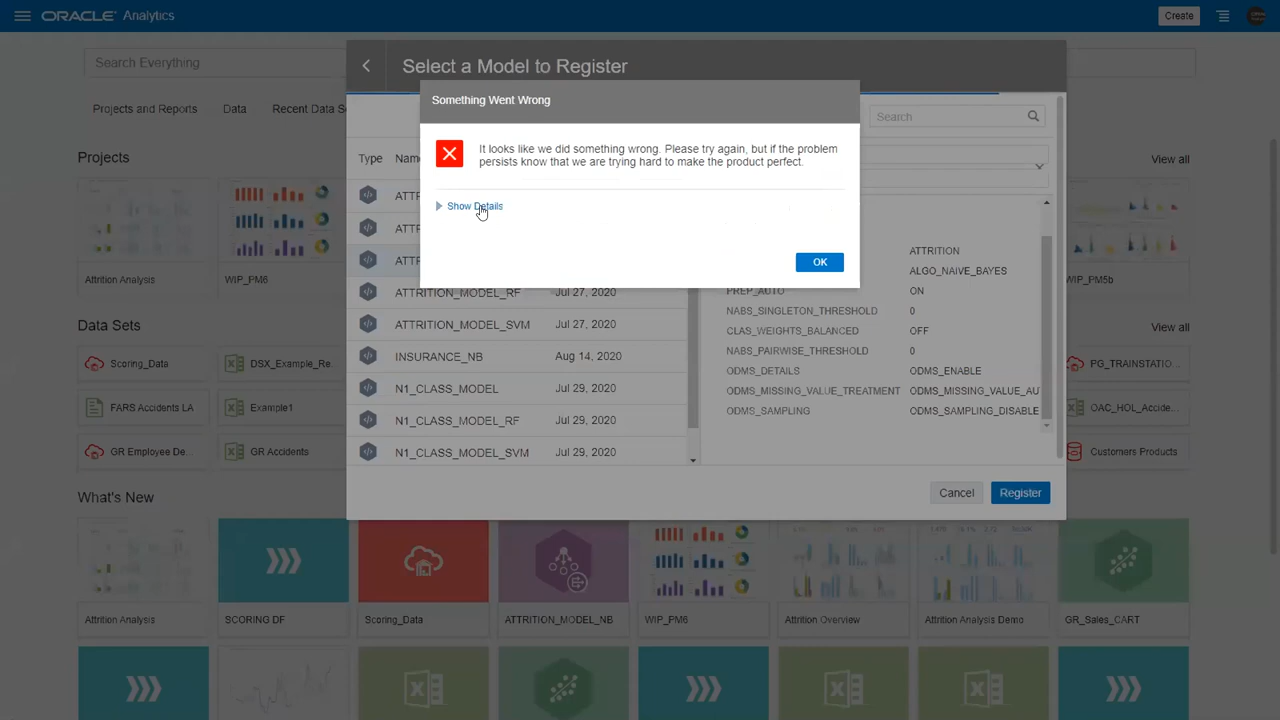 ORACLE Analytics
Create
Search Everything
Select a Model to Register
Something Went Wrong
Projects and Reports
Data
Recent Data
Search
It looks like we did something wrong. Please try again, but if the problem
persists know that we are trying hard to make the product perfect.
Projects
Type
View all
Show Details
OK
ATTRITION
ALGO_NAIVE_BAYES
Attrition Analysis
WIP_PM6
WIP_PM5b
ATTRITION_MODEL_RF
Jul 27, 2020
PREP_AUTO
ON
NABS_SINGLETON_THRESHOLD
0
Data Sets
ATTRITION_MODEL_SVM
Jul 27, 2020
CLAS_WEIGHTS_BALANCED
OFF
View all
INSURANCE_NB
Aug 14, 2020
NABS_PAIRWISE_THRESHOLD
0
Scoring_Data
DSX_Example_Re...
ODMS_DETAILS
ODMS_ENABLE
PG_TRAINSTATION...
N1_CLASS_MODEL
Jul 29, 2020
ODMS_MISSING_VALUE_TREATMENT
ODMS_MISSING_VALUE_AU
FARS Accidents LA
Example1
ODMS_SAMPLING
ODMS_SAMPLING_DISABLE
OAC_HOL_Accide...
N1_CLASS_MODEL_RF
Jul 29, 2020
GR Employee De...
GR Accidents
N1_CLASS_MODEL_SVM
Jul 29, 2020
Customers Products
What's New
Cancel
Register
Attrition Analysis
SCORING DF
Scoring_Data
ATTRITION_MODEL_NB
WIP_PM6
Attrition Overview
Attrition Analysis Demo
GR_Sales_CART